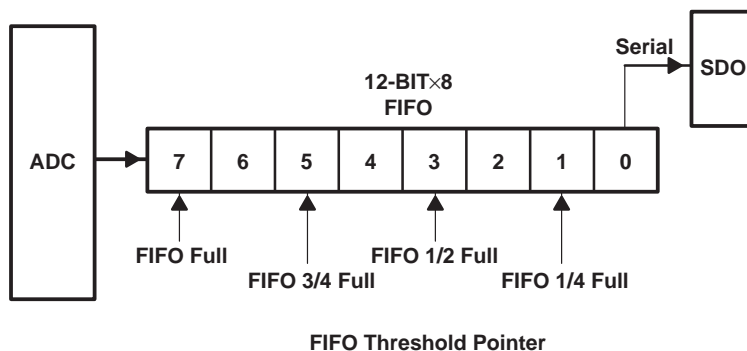 Serial
SDO
12-BIT×8
FIFO
ADC
7 6 5 4 3 2 1 0
FIFO Full
FIFO 3/4 Full
FIFO 1/2 Full
FIFO 1/4 Full
FIFO Threshold Pointer